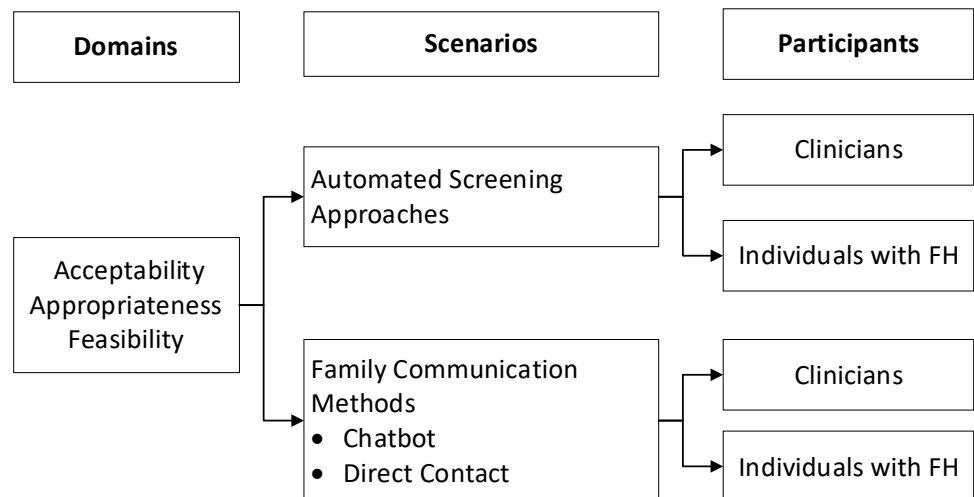 Domains
Scenarios
Participants
Acceptability
Appropriateness
Feasibility
Automated Screening
Approaches
Clinicians
Individuals with FH
Family Communication
Methods
• Chatbot
• Direct Contact
Clinicians
Individuals with FH